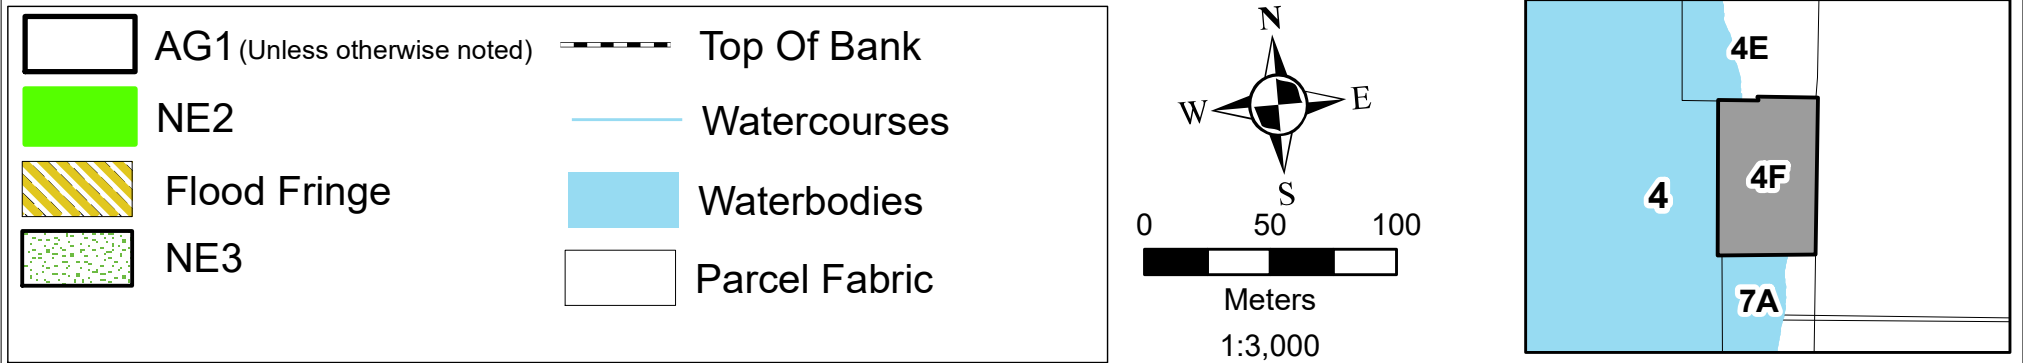 AG1 (Unless otherwise noted)
NE2
Flood Fringe
NE3
Top Of Bank
Watercourses
Waterbodies
Parcel Fabric
N
W E
S
0 50 100
Meters
1:3,000
4E
4F
4
7A